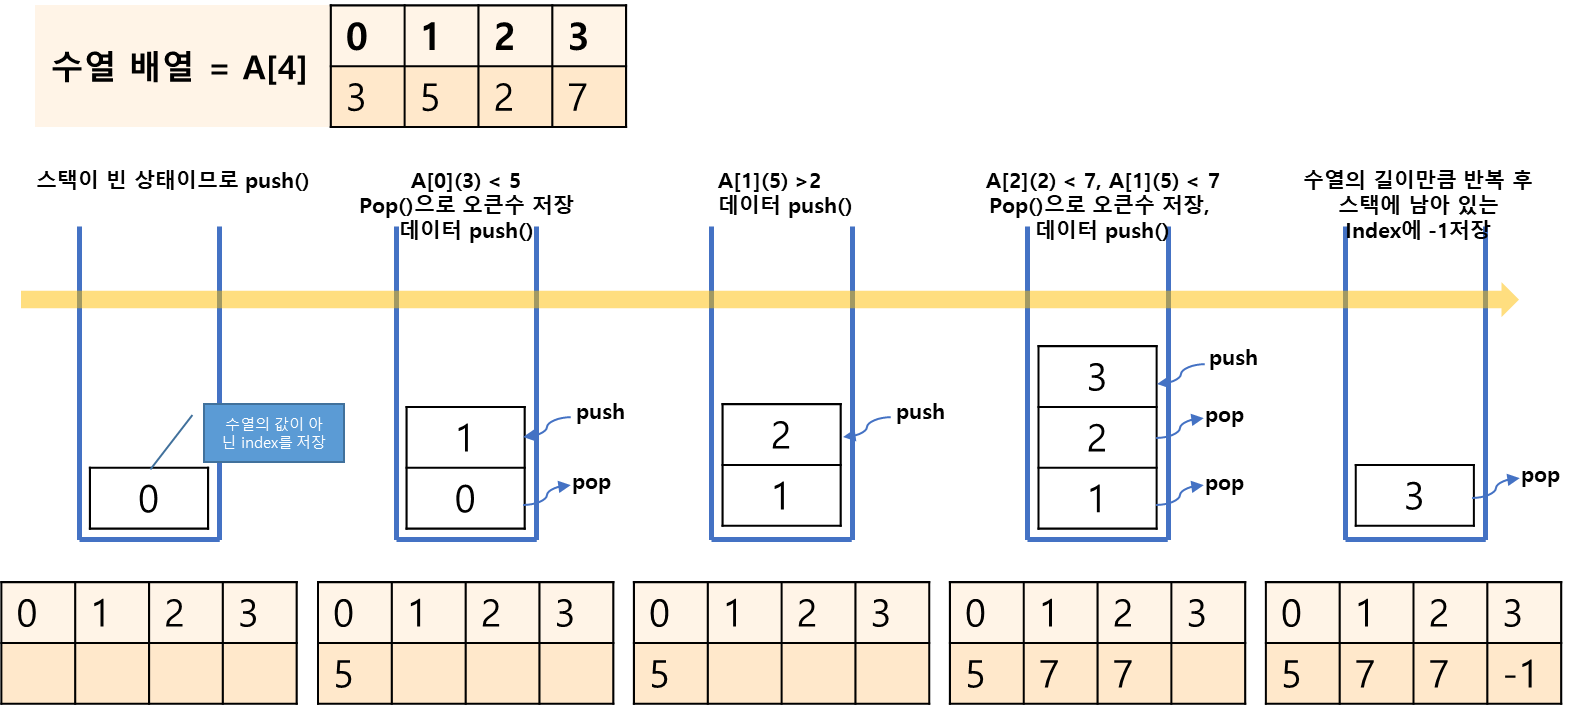 수열 배열 = A[4]
0 1 2 3
3 5 2 7
스택이 빈 상태이므로 push()
A[0](3) < 5
Pop()으로 오큰수 저장
데이터 push()
A[1](5) >2
데이터 push()
A[2](2) < 7, A[1](5) < 7
Pop()으로 오큰수 저장,
데이터 push()
수열의 길이만큼 반복 후
스택에 남아 있는
Index에 -1저장
수열의 값이 아
닌 index를 저장
0
1
push
0
pop
2
push
1
3
push
2
pop
1
pop
3
pop
0 1 2 3
0 1 2 3
5
0 1 2 3
5
0 1 2 3
5 7 7
0 1 2 3
5 7 7 -1